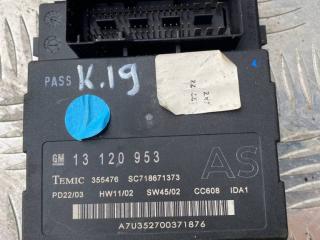 PASS K.19
GM 13 120 953 AS
TEMIC 355476 SC718671373
PD22/03 HW11/02 SW45/02 CC608 IDA1
A7U352700371876